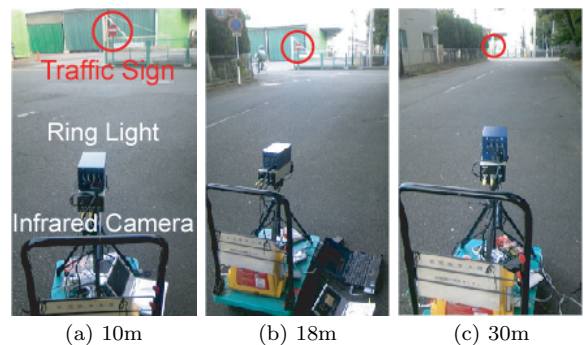 Traffic Sign
Ring Light
Infrared Camera
(a) 10m
(b) 18m
(c) 30m